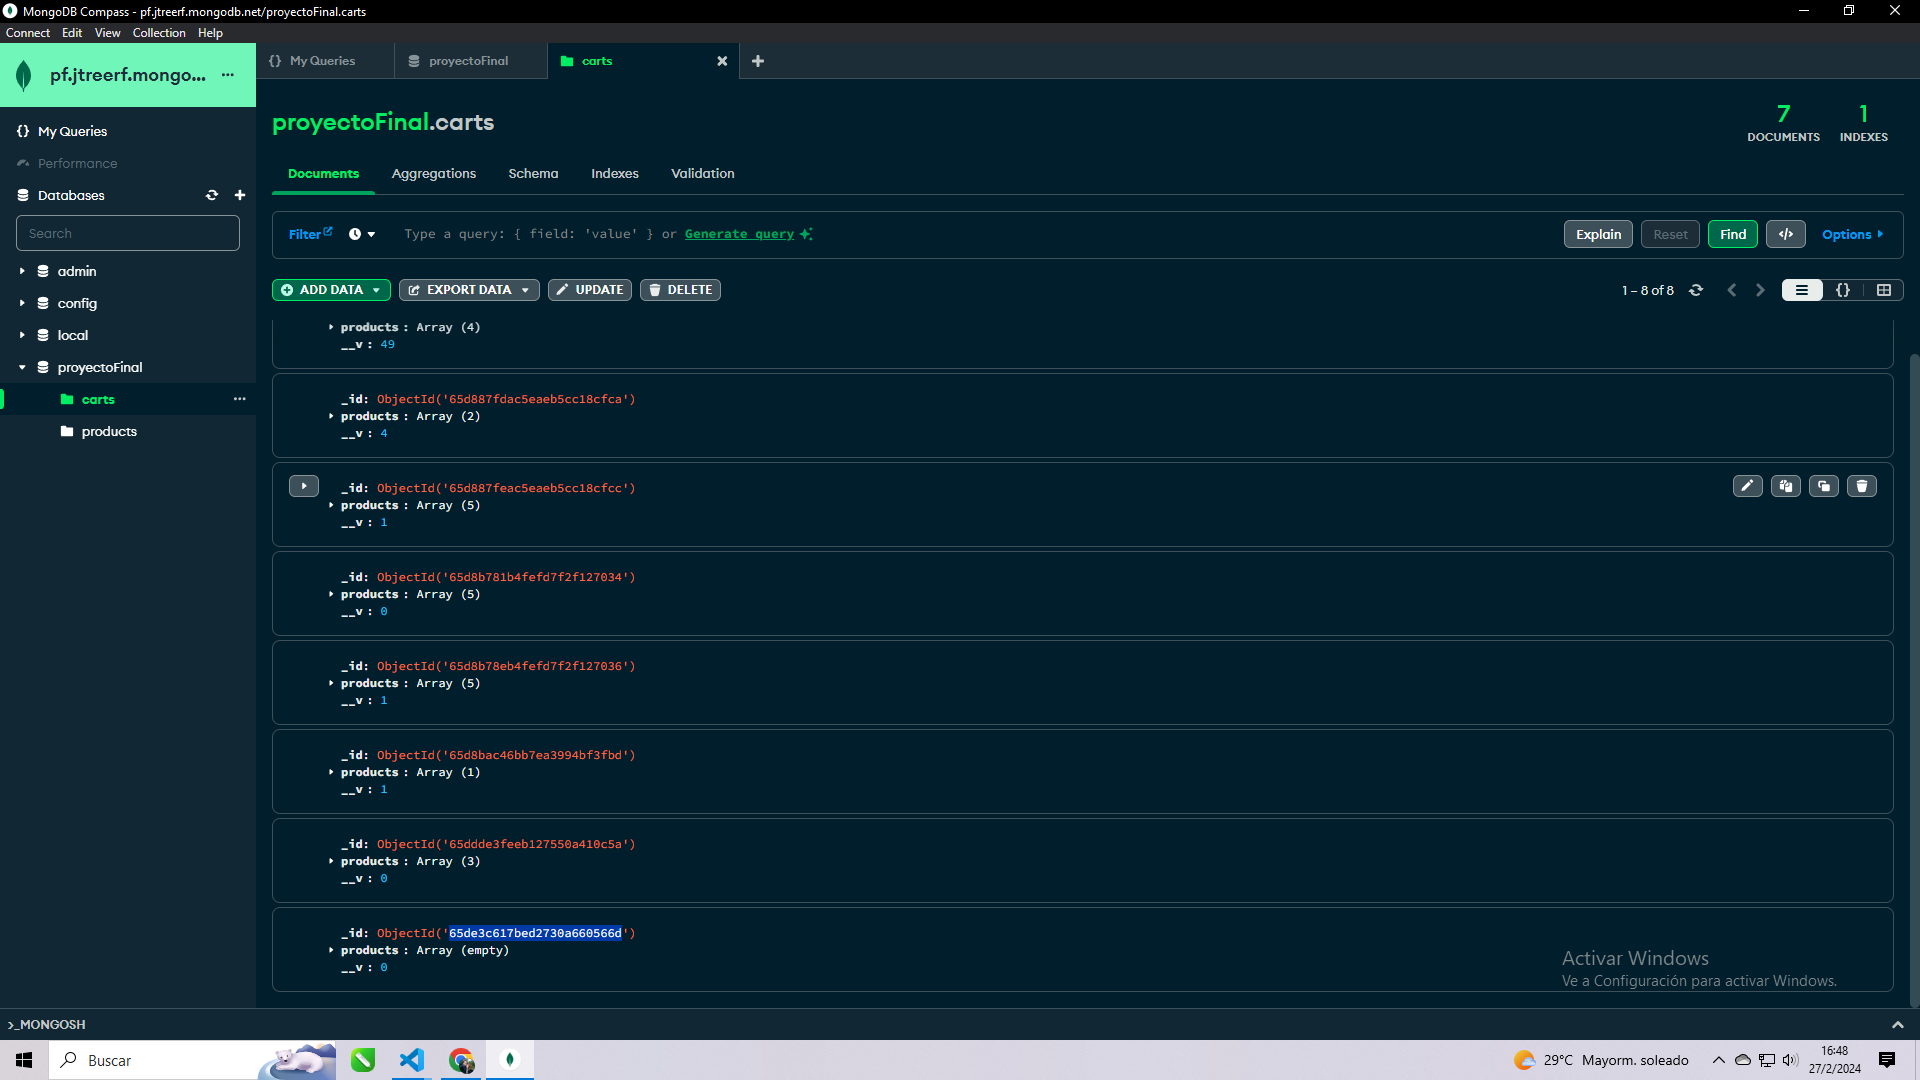 MongoDB Compass - pf.jtreerf.mongodb.net/proyectoFinal.carts
Connect Edit View Collection Help
pf.jtreerf.mongo... ...
{} My Queries
Performance
Databases
Search
admin
config
local
proyectoFinal
carts ...
products
{} My Queries
proyectoFinal
carts
proyectoFinal.carts
7
DOCUMENTS
1
INDEXES
Documents Aggregations Schema Indexes Validation
Filter Type a query: { field: 'value' } or Generate query
Explain Reset Find </> Options
ADD DATA EXPORT DATA UPDATE DELETE
1 – 8 of 8 {}
products : Array (4)
__v : 49
_id: ObjectId('65d887fdac5eaeb5cc18cfca')
products : Array (2)
__v : 4
_id: ObjectId('65d887feac5eaeb5cc18cfcc')
products : Array (5)
__v : 1
_id: ObjectId('65d8b781b4fefd7f2f127034')
products : Array (5)
__v : 0
_id: ObjectId('65d8b78eb4fefd7f2f127036')
products : Array (5)
__v : 1
_id: ObjectId('65d8bac46bb7ea3994bf3fbd')
products : Array (1)
__v : 1
_id: ObjectId('65ddde3feeb127550a410c5a')
products : Array (3)
__v : 0
_id: ObjectId('65de3c617bed2730a660566d')
products : Array (empty)
__v : 0
Activar Windows
Ve a Configuración para activar Windows.
>_MONGOSH
Buscar
29°C Mayorm. soleado
16:48
27/2/2024